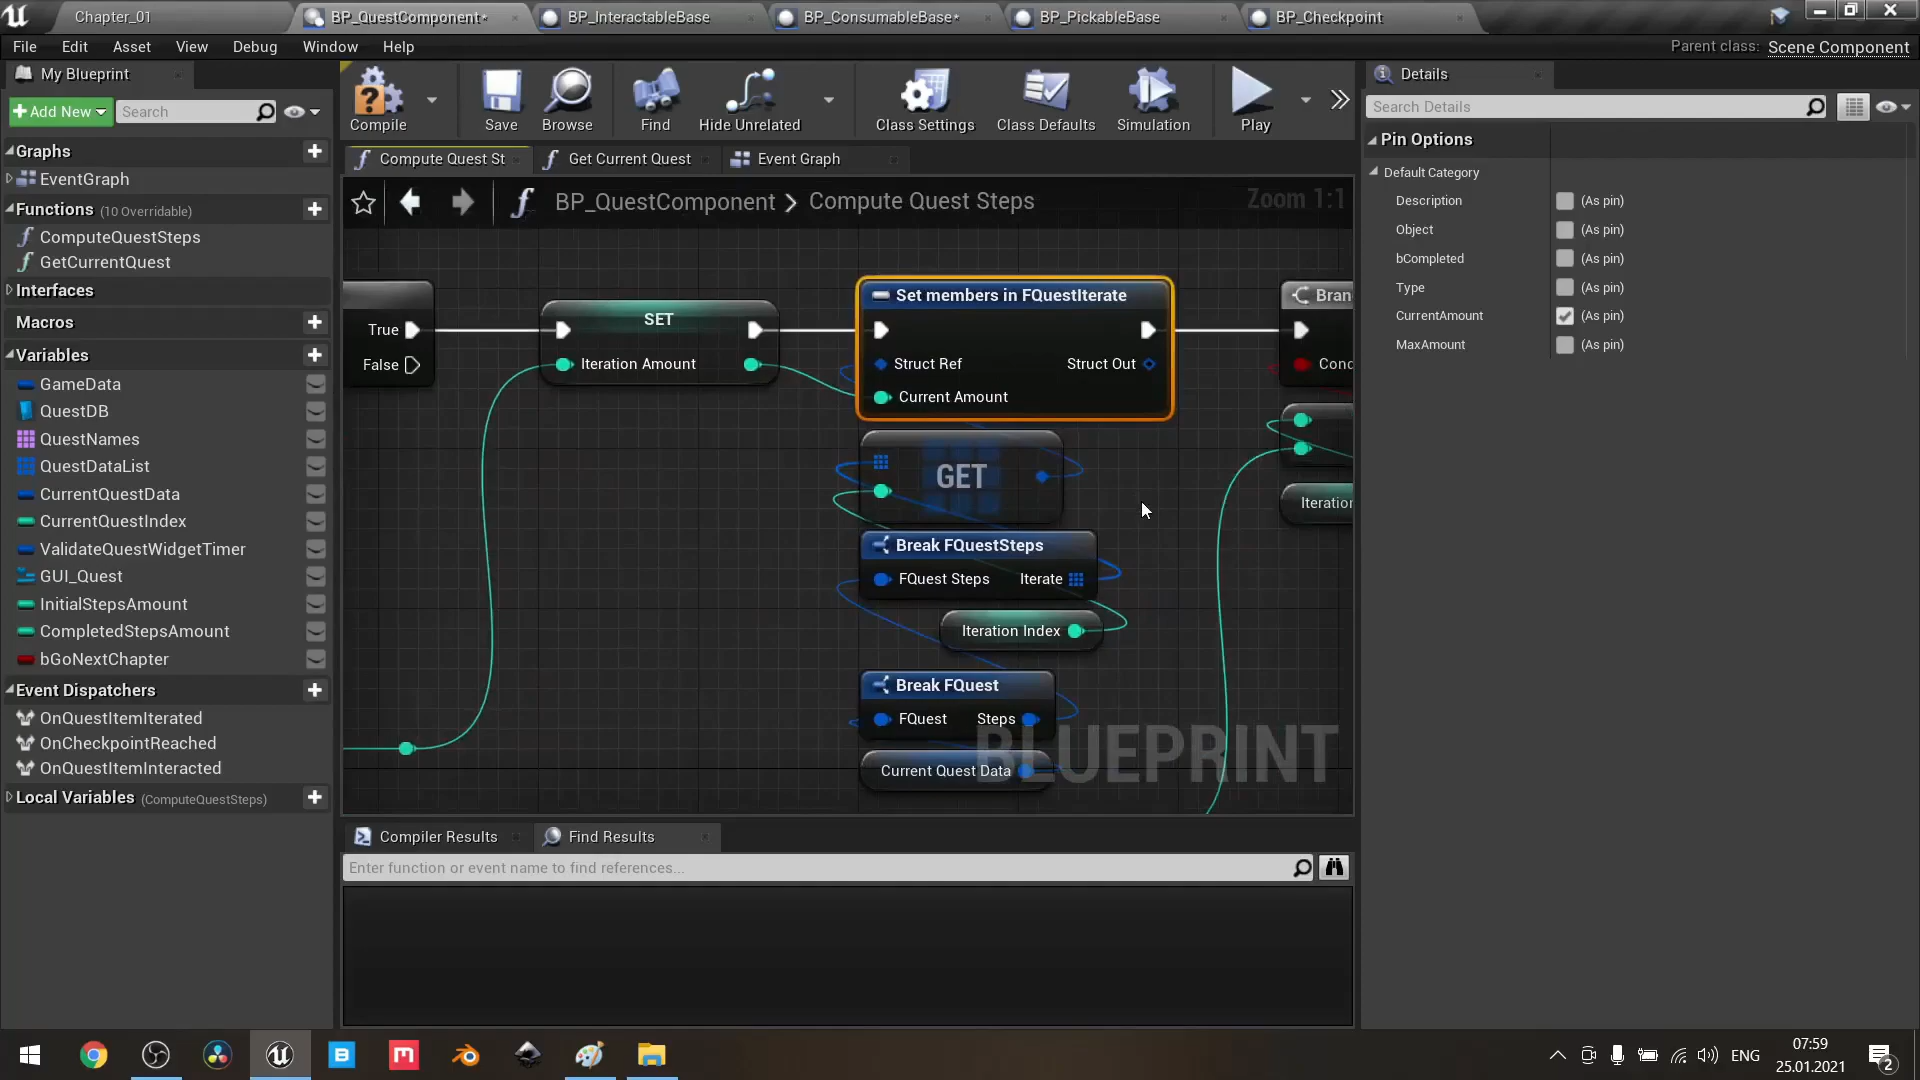 Chapter_01
BP_QuestComponent*
BP_InteractableBase
BP_ConsumableBase*
BP_PickableBase
BP_Checkpoint
File Edit Asset View Debug Window Help
Parent class: Scene Component
My Blueprint
Add New
Search
Graphs
EventGraph
Functions (10 Overridable)
ComputeQuestSteps
GetCurrentQuest
Interfaces
Macros
Variables
GameData
QuestDB
QuestNames
QuestDataList
CurrentQuestData
CurrentQuestIndex
ValidateQuestWidgetTimer
GUI_Quest
InitialStepsAmount
CompletedStepsAmount
bGoNextChapter
Event Dispatchers
OnQuestItemIterated
OnCheckpointReached
OnQuestItemInteracted
Local Variables (ComputeQuestSteps)
Compile
Save
Browse
Find
Hide Unrelated
Class Settings
Class Defaults
Simulation
Play
Compute Quest St
Get Current Quest
Event Graph
BP_QuestComponent > Compute Quest Steps
Zoom 1:1
True
False
SET
Iteration Amount
Set members in FQuestIterate
Struct Ref
Struct Out
Current Amount
GET
Break FQuestSteps
FQuest Steps
Iterate
Iteration Index
Break FQuest
FQuest
Steps
Current Quest Data
Bran
Cond
Iteration
BLUEPRINT
Compiler Results
Find Results
Enter function or event name to find references...
Details
Search Details
Pin Options
Default Category
Description (As pin)
Object (As pin)
bCompleted (As pin)
Type (As pin)
CurrentAmount (As pin)
MaxAmount (As pin)
ENG
07:59
25.01.2021
2